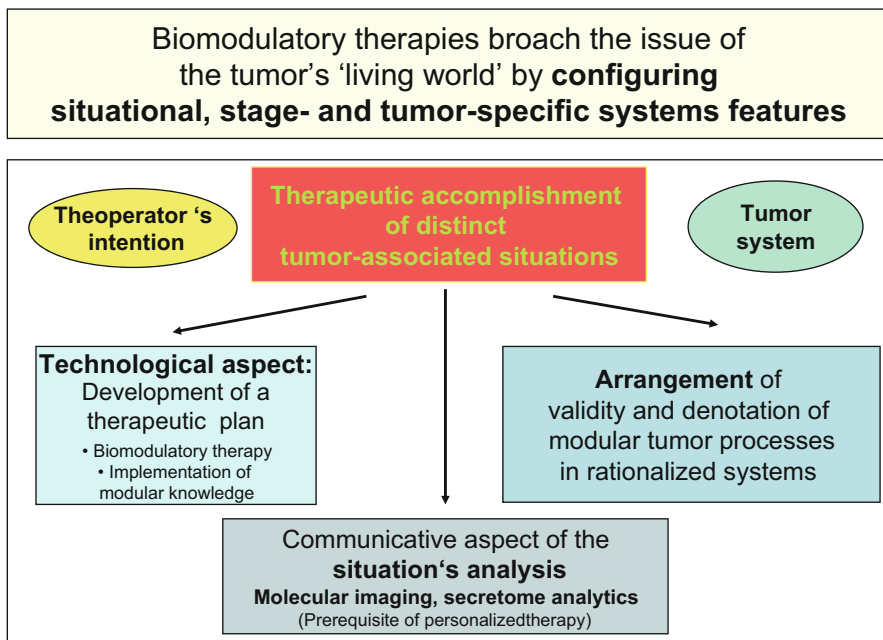 Biomodulatory therapies broach the issue of
the tumor's 'living world' by configuring
situational, stage- and tumor-specific systems features
Theoperator ‘s
intention
Therapeutic accomplishment
of distinct
tumor-associated situations
Tumor
system
Technological aspect:
Development of a
therapeutic plan
• Biomodulatory therapy
• Implementation of
modular knowledge
Arrangement of
validity and denotation of
modular tumor processes
in rationalized systems
Communicative aspect of the
situation‘s analysis
Molecular imaging, secretome analytics
(Prerequisite of personalizedtherapy)